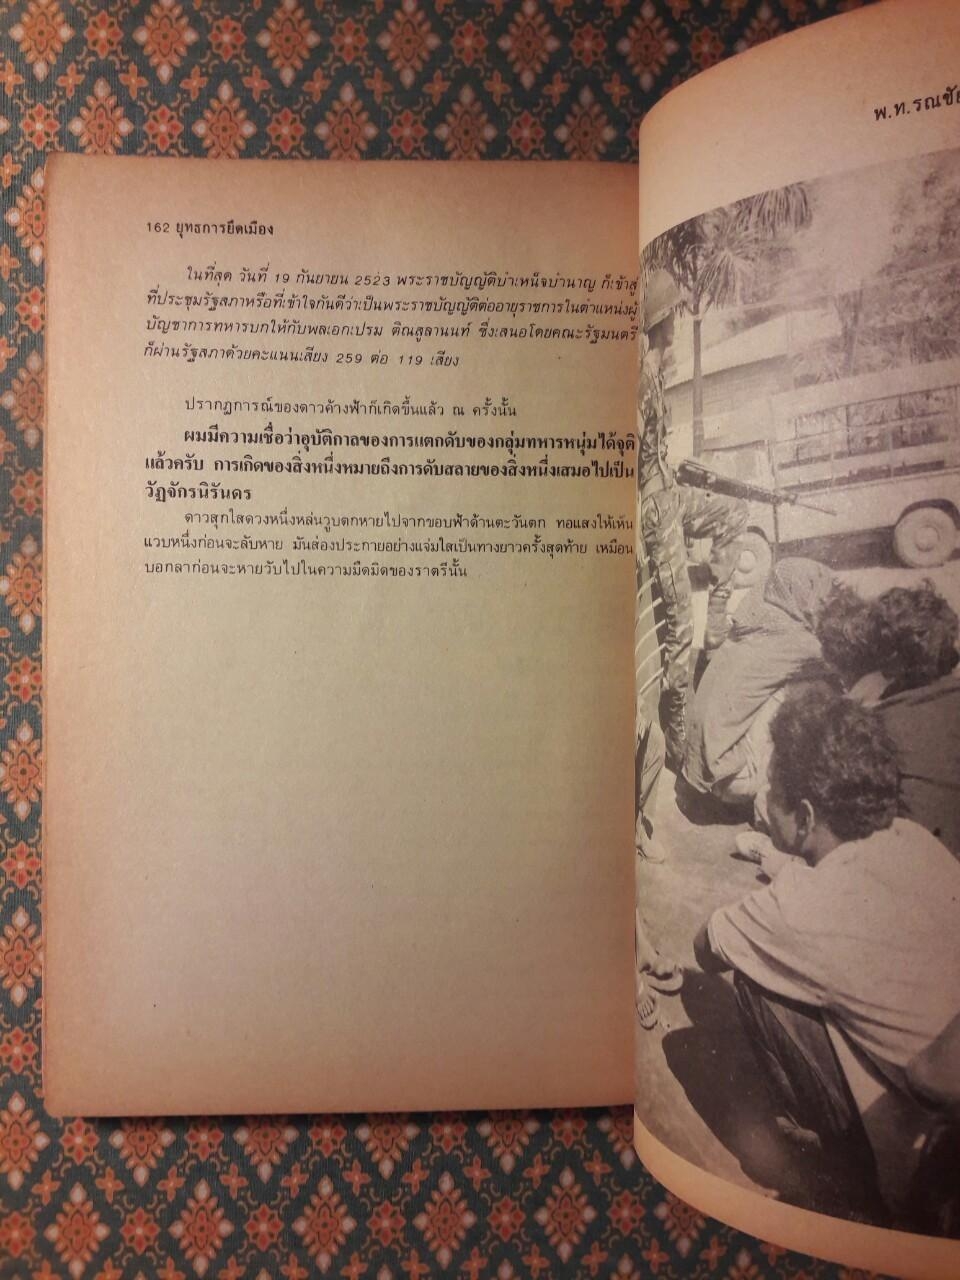 162 ยุทธการยึดเมือง
ในที่สุด วันที่ 19 กันยายน 2523 พระราชบัญญัติบำเหน็จบำนาญ ก็เข้าสู่
ที่ประชุมรัฐสภาหรือที่เข้าใจกันดีว่าเป็นพระราชบัญญัติต่ออายุราชการในตำแหน่งผู้
บัญชาการทหารบกให้กับพลเอกเปรม ติณสูลานนท์ ซึ่งเสนอโดยคณะรัฐมนตรี
ก็ผ่านรัฐสภาด้วยคะแนนเสียง 259 ต่อ 119 เสียง
ปรากฏการณ์ของดาวค้างฟ้าก็เกิดขึ้นแล้ว ณ ครั้งนั้น
ผมมีความเชื่อว่าอุบัติกาลของการแตกดับของกลุ่มทหารหนุ่มได้จุติ
แล้วครับ การเกิดของสิ่งหนึ่งหมายถึงการดับสลายของสิ่งหนึ่งเสมอไปเป็น
วัฏจักรนิรันดร
ดาวสุกใสดวงหนึ่งหล่นวูบตกหายไปจากขอบฟ้าด้านตะวันตก ทอแสงให้เห็น
แวบหนึ่งก่อนจะลับหาย มันส่องประกายอย่างแจ่มใสเป็นทางยาวครั้งสุดท้าย เหมือน
บอกลาก่อนจะหายวับไปในความมืดมิดของราตรีนั้น
พ.ท.รณชัย